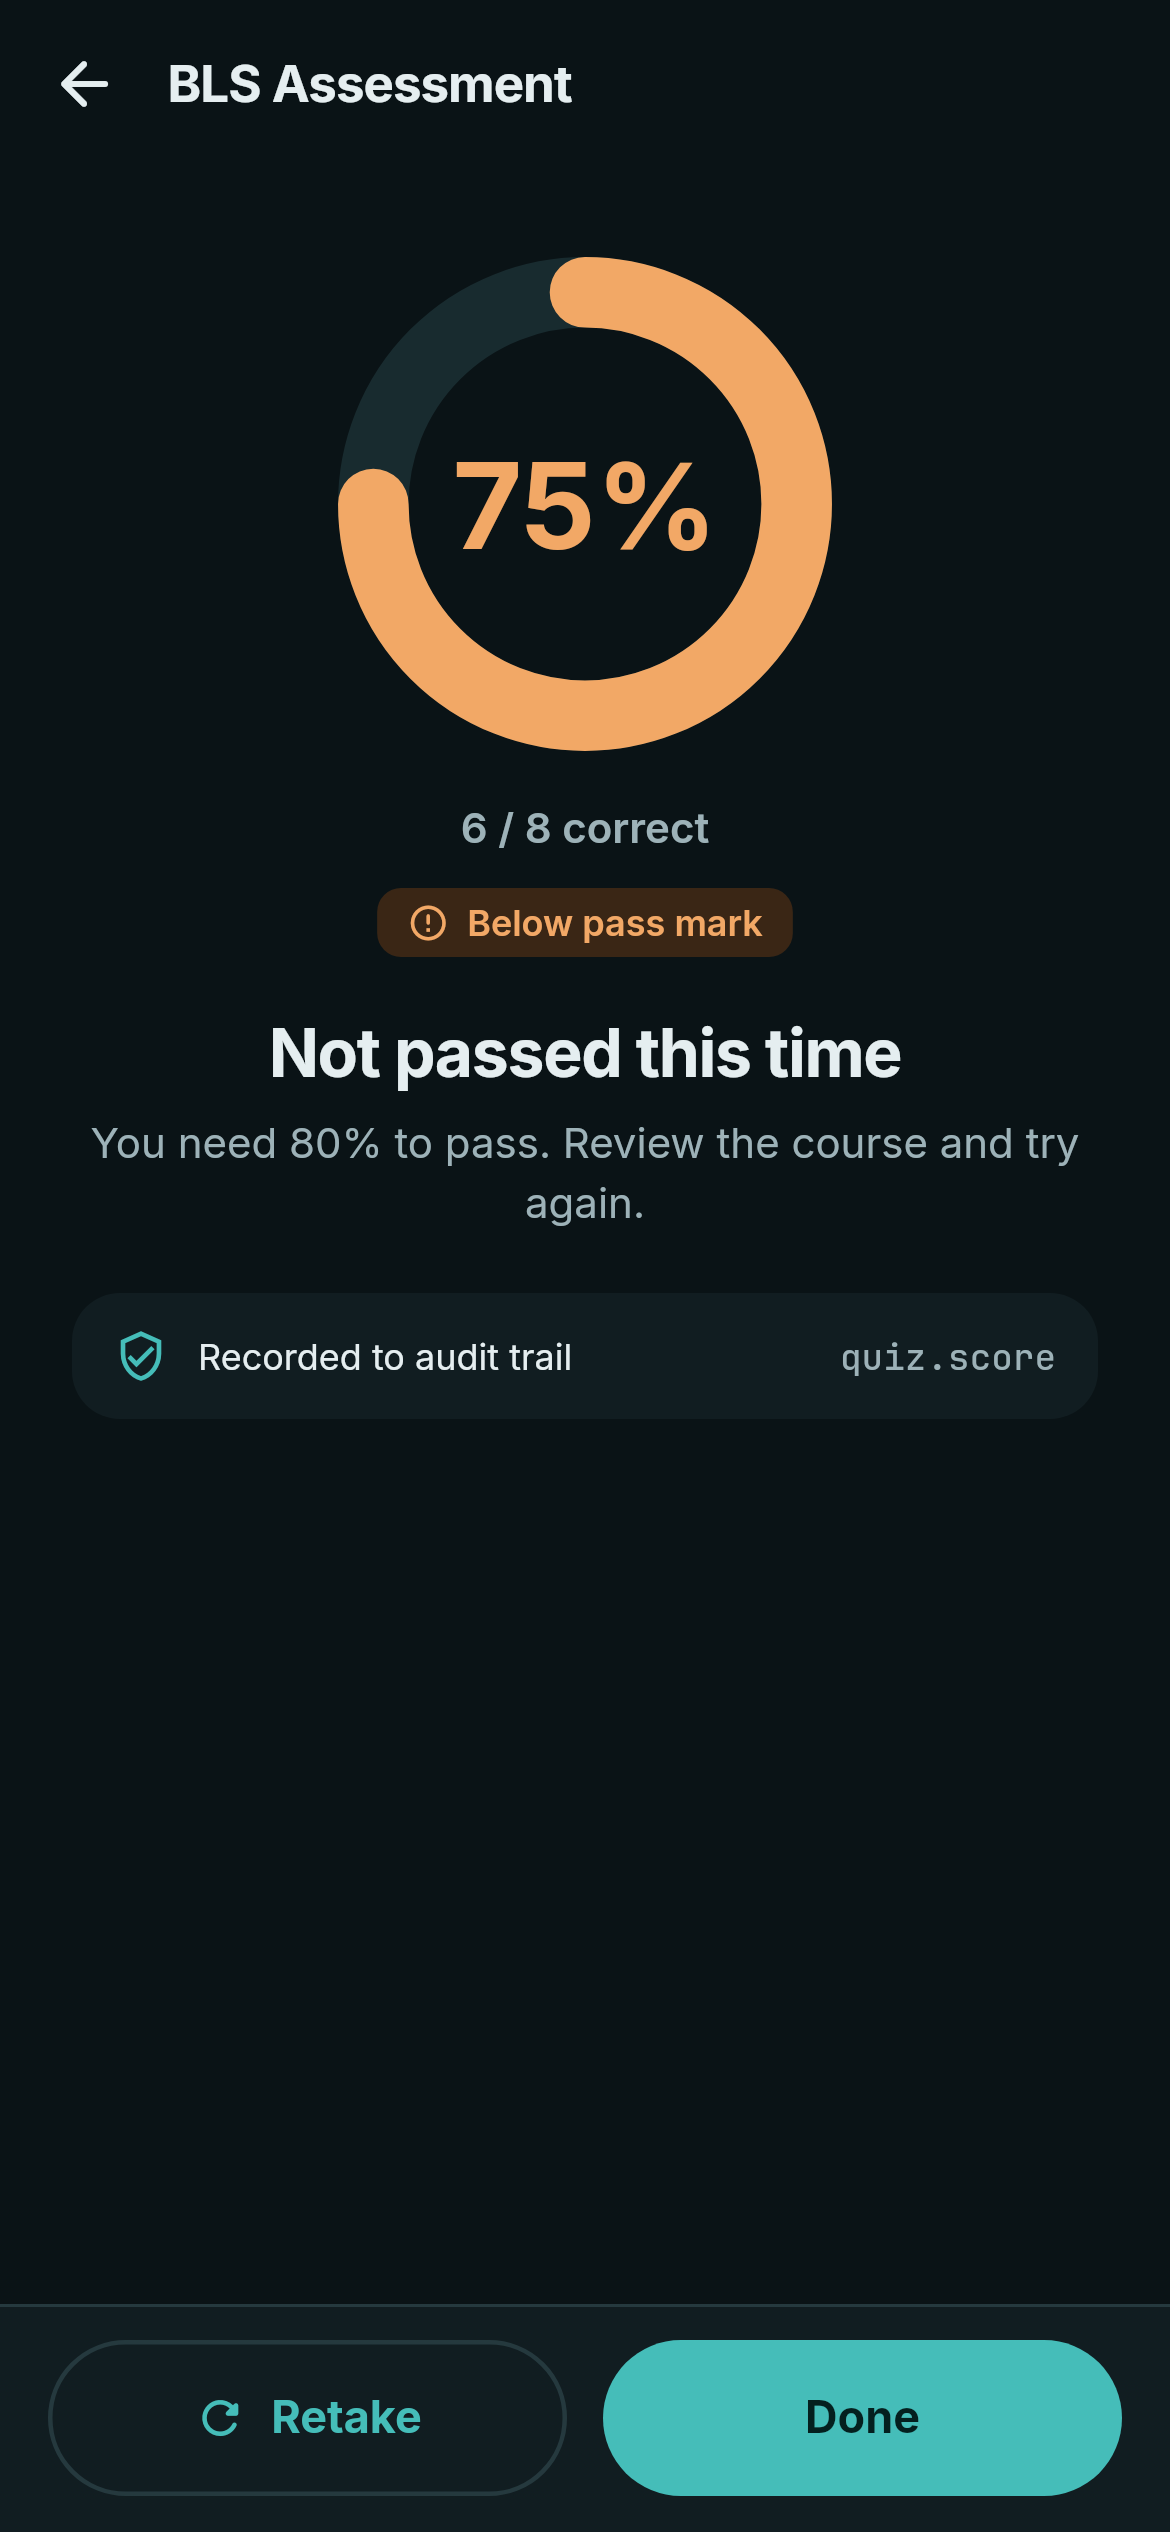 BLS Assessment
75%
6 / 8 correct
Below pass mark
Not passed this time
You need 80% to pass. Review the course and try
again.
Recorded to audit trail quiz.score
Retake Done